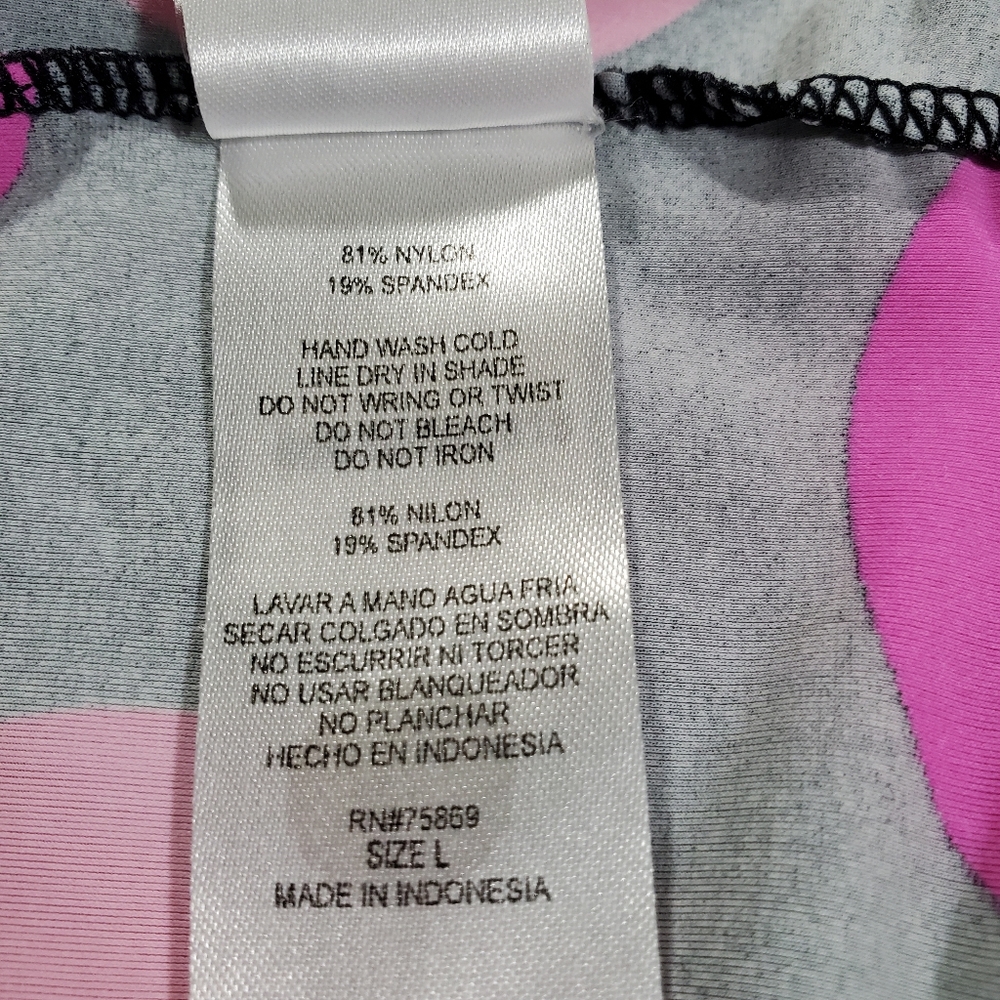 81% NYLON
19% SPANDEX
HAND WASH COLD
LINE DRY IN SHADE
DO NOT WRING OR TWIST
DO NOT BLEACH
DO NOT IRON
81% NILON
19% SPANDEX
LAVAR A MANO AGUA FRIA
SECAR COLGADO EN SOMBRA
NO ESCURRIR NI TORCER
NO USAR BLANQUEADOR
NO PLANCHAR
HECHO EN INDONESIA
RN#75869
SIZE L
MADE IN INDONESIA